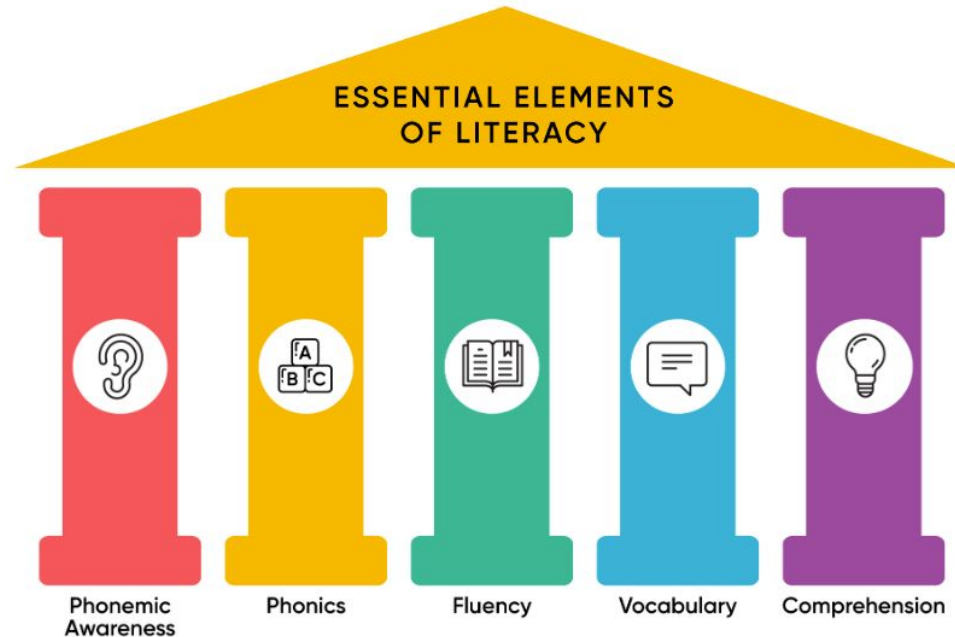 ESSENTIAL ELEMENTS
OF LITERACY
A
B C
Phonemic
Awareness
Phonics
Fluency
Vocabulary
Comprehension